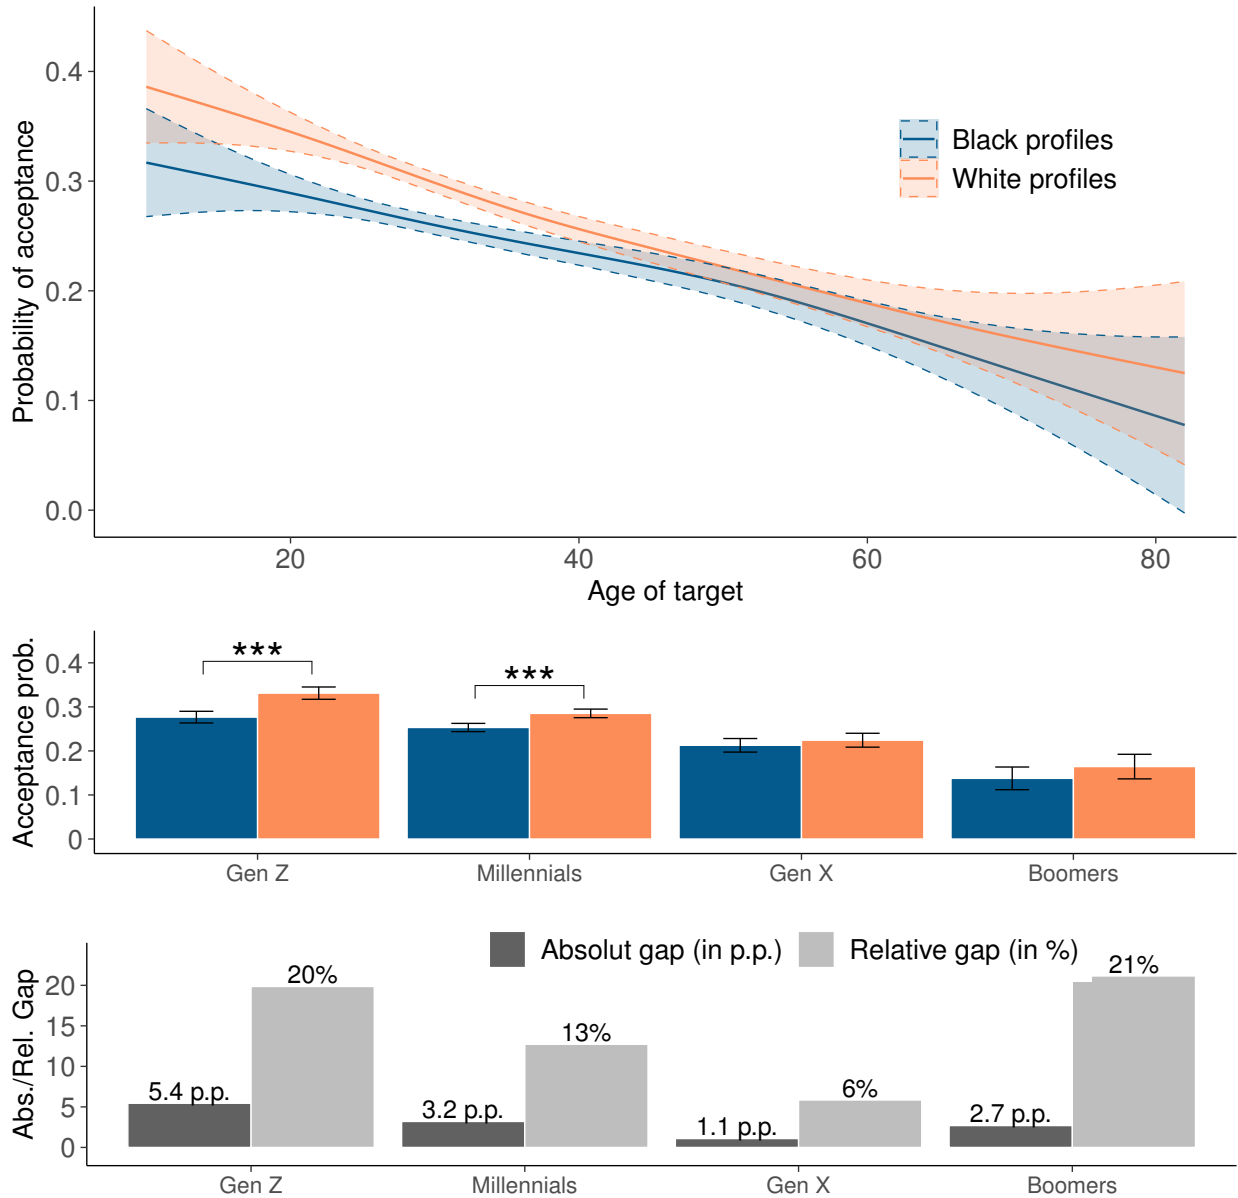 Probability of acceptance
0.4
0.3
0.2
0.1
0.0
Black profiles
White profiles
20 40 60 80
Age of target
Acceptance prob.
0.4
0.3
0.2
0.1
0
***
***
Gen Z Millennials Gen X Boomers
Abs./Rel. Gap
20
15
10
5
0
Absolut gap (in p.p.) Relative gap (in %)
5.4 p.p. 20%
3.2 p.p. 13%
1.1 p.p. 6%
2.7 p.p. 21%
Gen Z Millennials Gen X Boomers